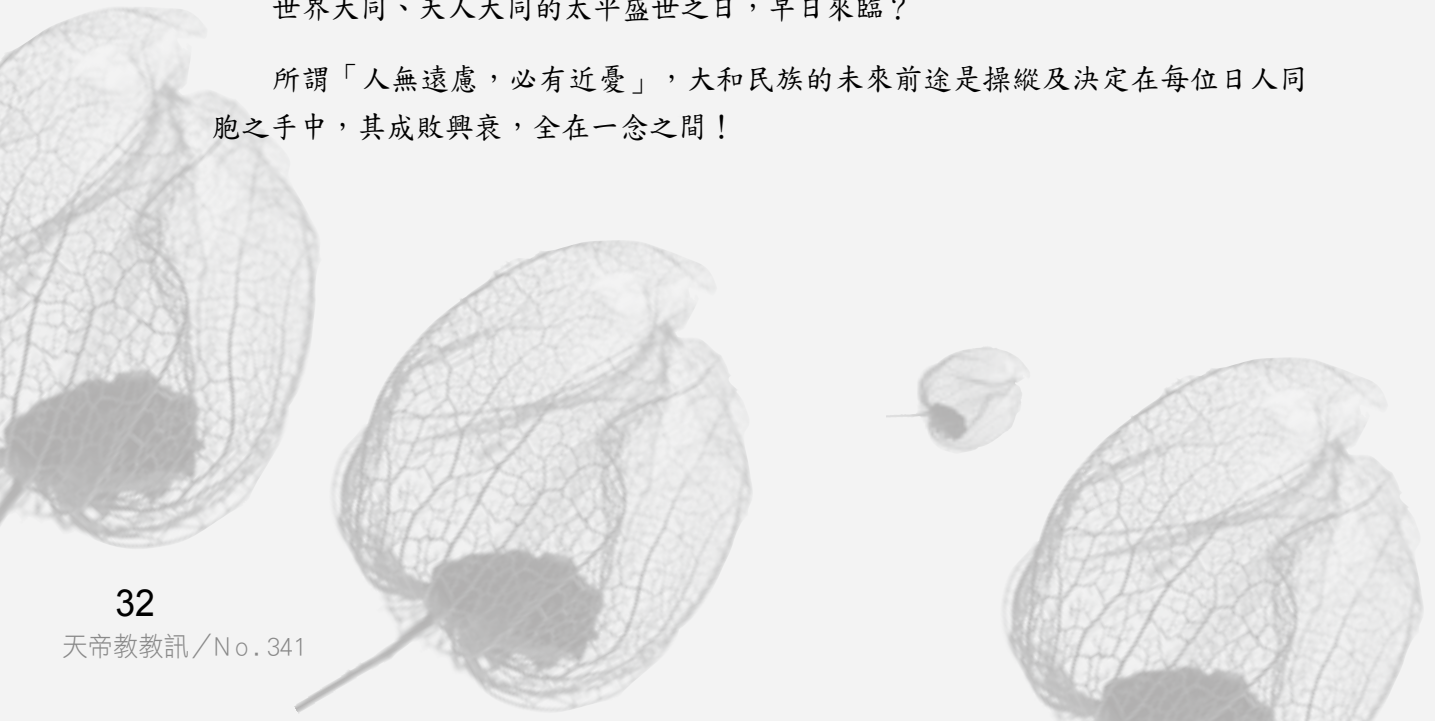 世界大同、天人大同的太平盛世之日，早日來臨？
所謂「人無遠慮，必有近憂」，大和民族的未來前途是操縱及決定在每位日人同
胞之手中，其成敗興衰，全在一念之間！
32
天帝教教訊／No.341